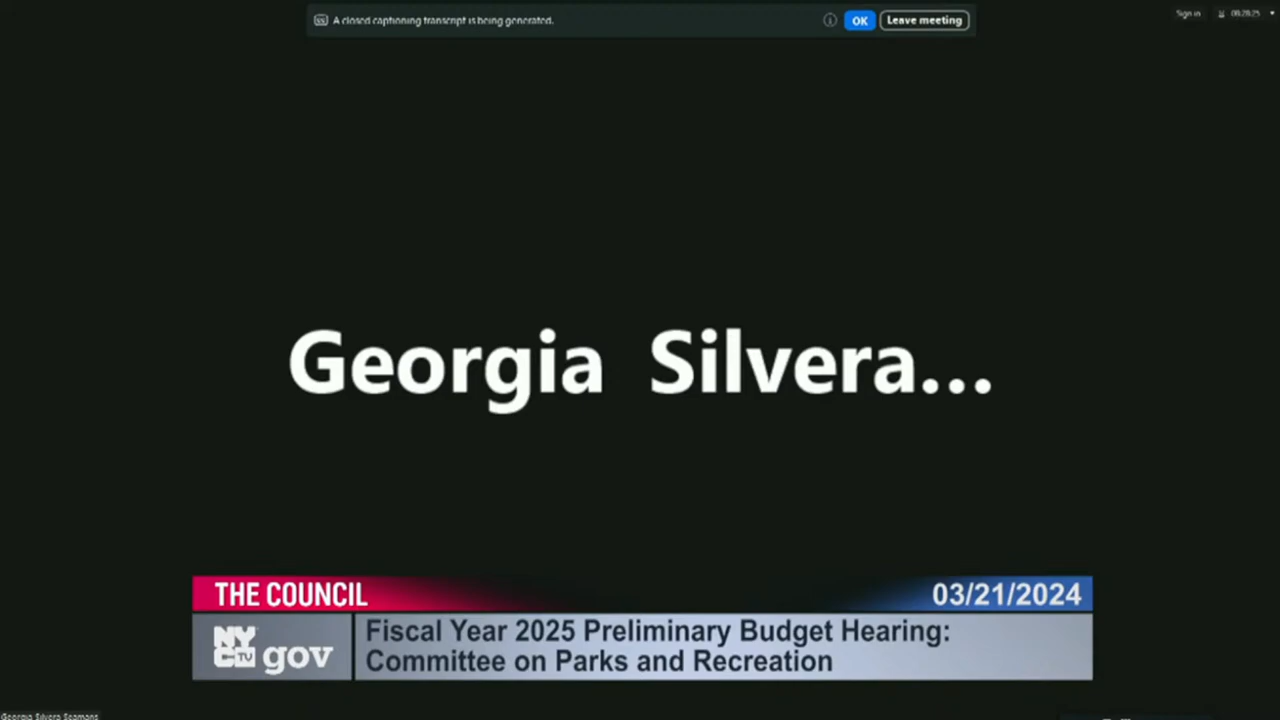 A closed captioning transcript is being generated.
OK
Leave meeting
Sign in
Georgia Silvera...
THE COUNCIL
03/21/2024
NYC TV gov
Fiscal Year 2025 Preliminary Budget Hearing:
Committee on Parks and Recreation
Georgia Silvera Seamans